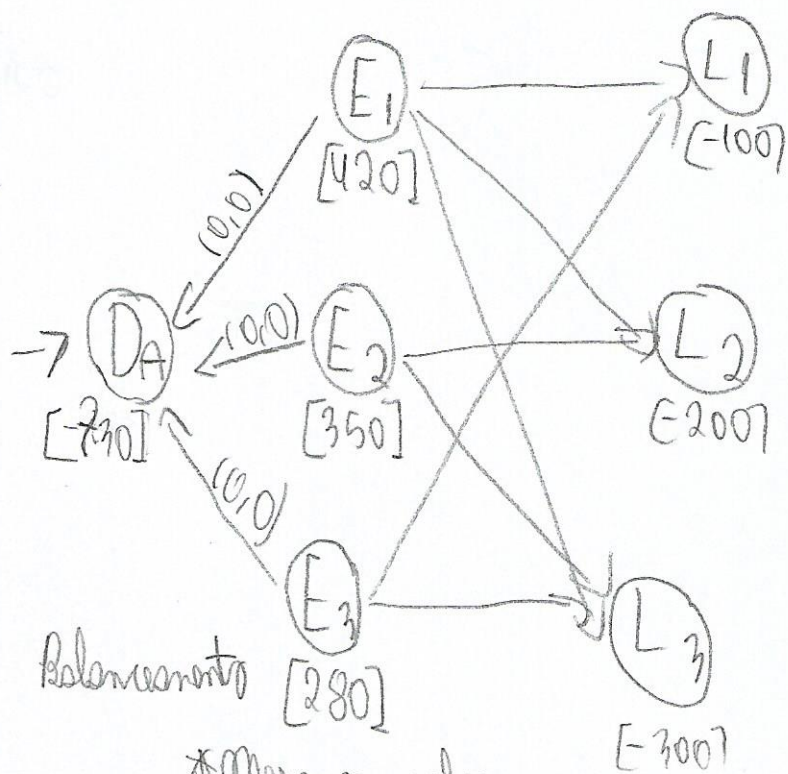 E1
[420]
L1
[-100]
(0,0)
DA
[-730]
(0,0)
E2
[350]
L2
[-200]
(0,0)
E3
[280]
L3
[-300]
Balanceamento